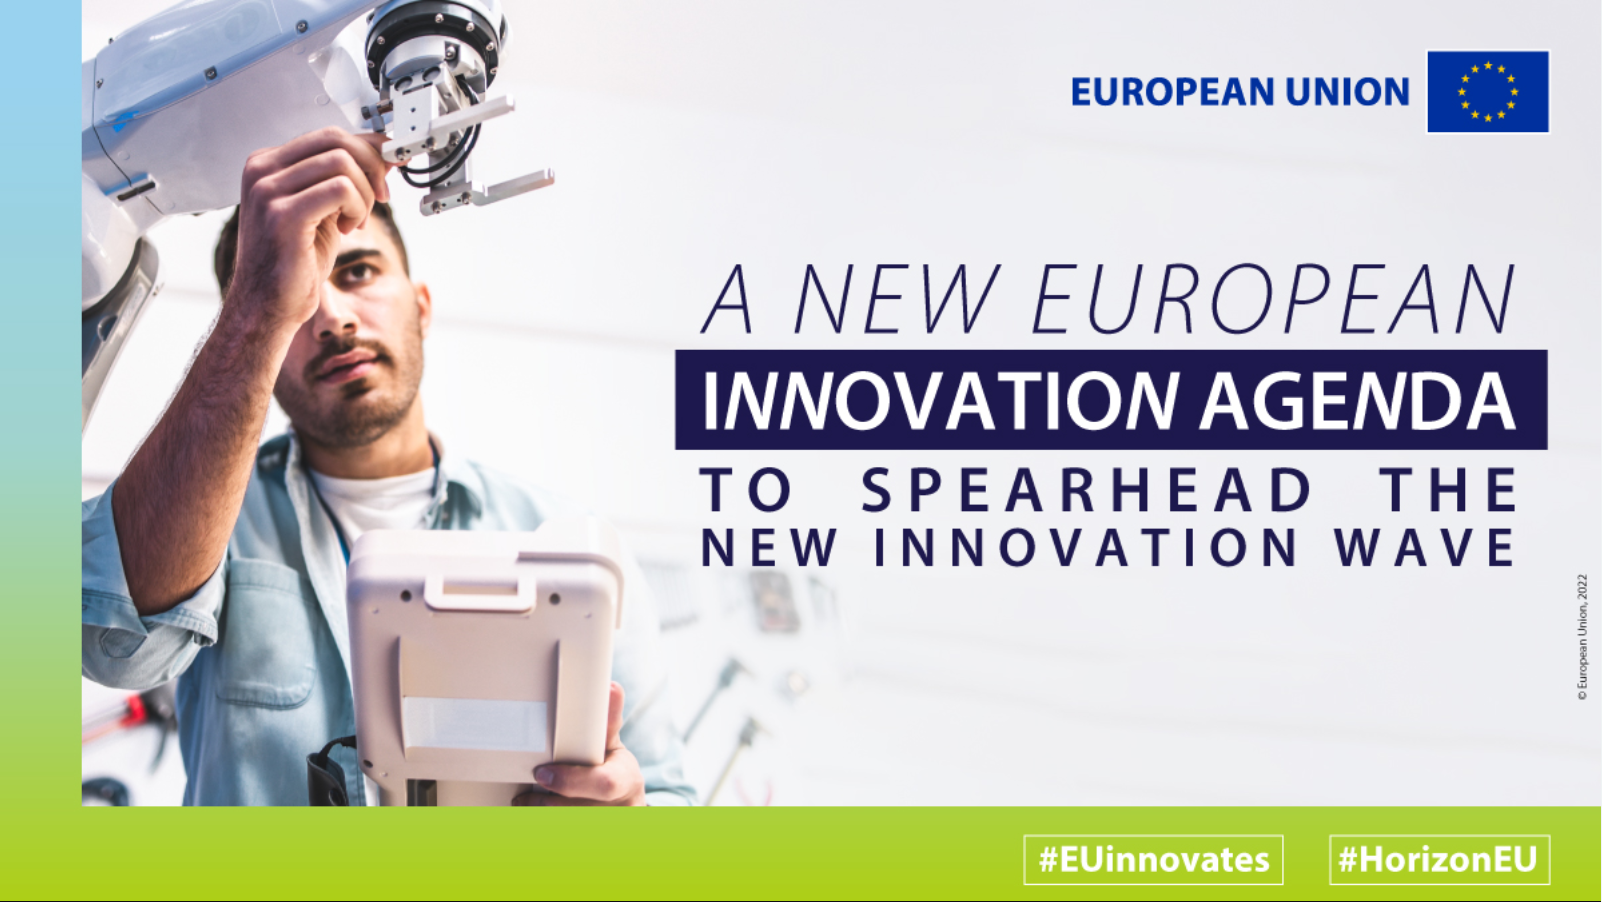 EUROPEAN UNION
A NEW EUROPEAN
INNOVATION AGENDA
TO SPEARHEAD THE
NEW INNOVATION WAVE
© European Union, 2022
#EUinnovates
#HorizonEU